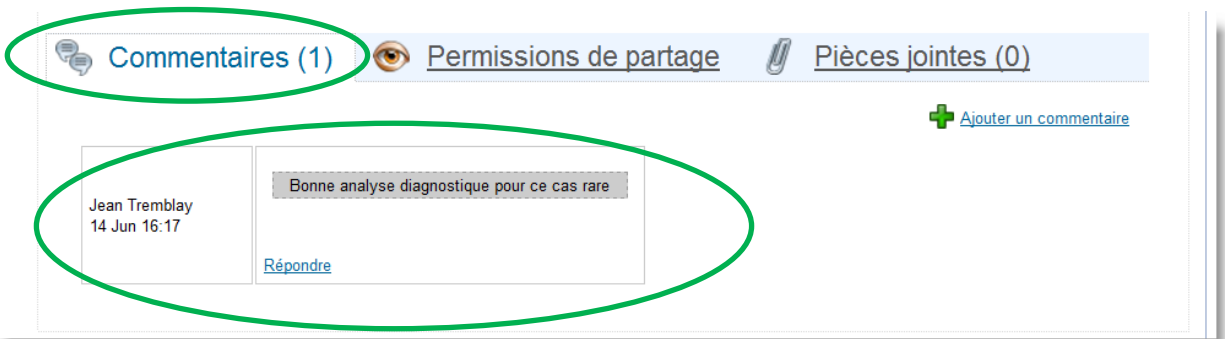 Commentaires (1)
Permissions de partage
Pièces jointes (0)
Ajouter un commentaire
Jean Tremblay
14 Jun 16:17
Bonne analyse diagnostique pour ce cas rare
Répondre